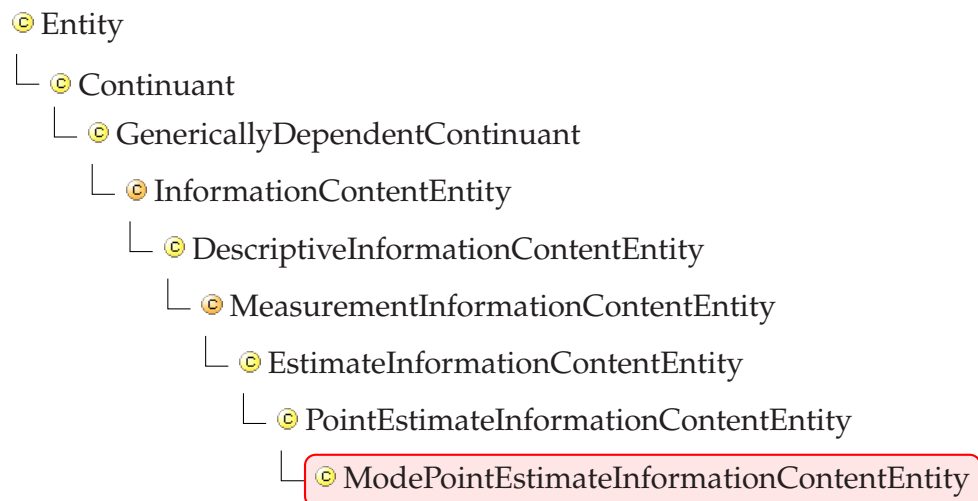 Entity
Continuant
GenericallyDependentContinuant
InformationContentEntity
DescriptiveInformationContentEntity
MeasurementInformationContentEntity
EstimateInformationContentEntity
PointEstimateInformationContentEntity
ModePointEstimateInformationContentEntity